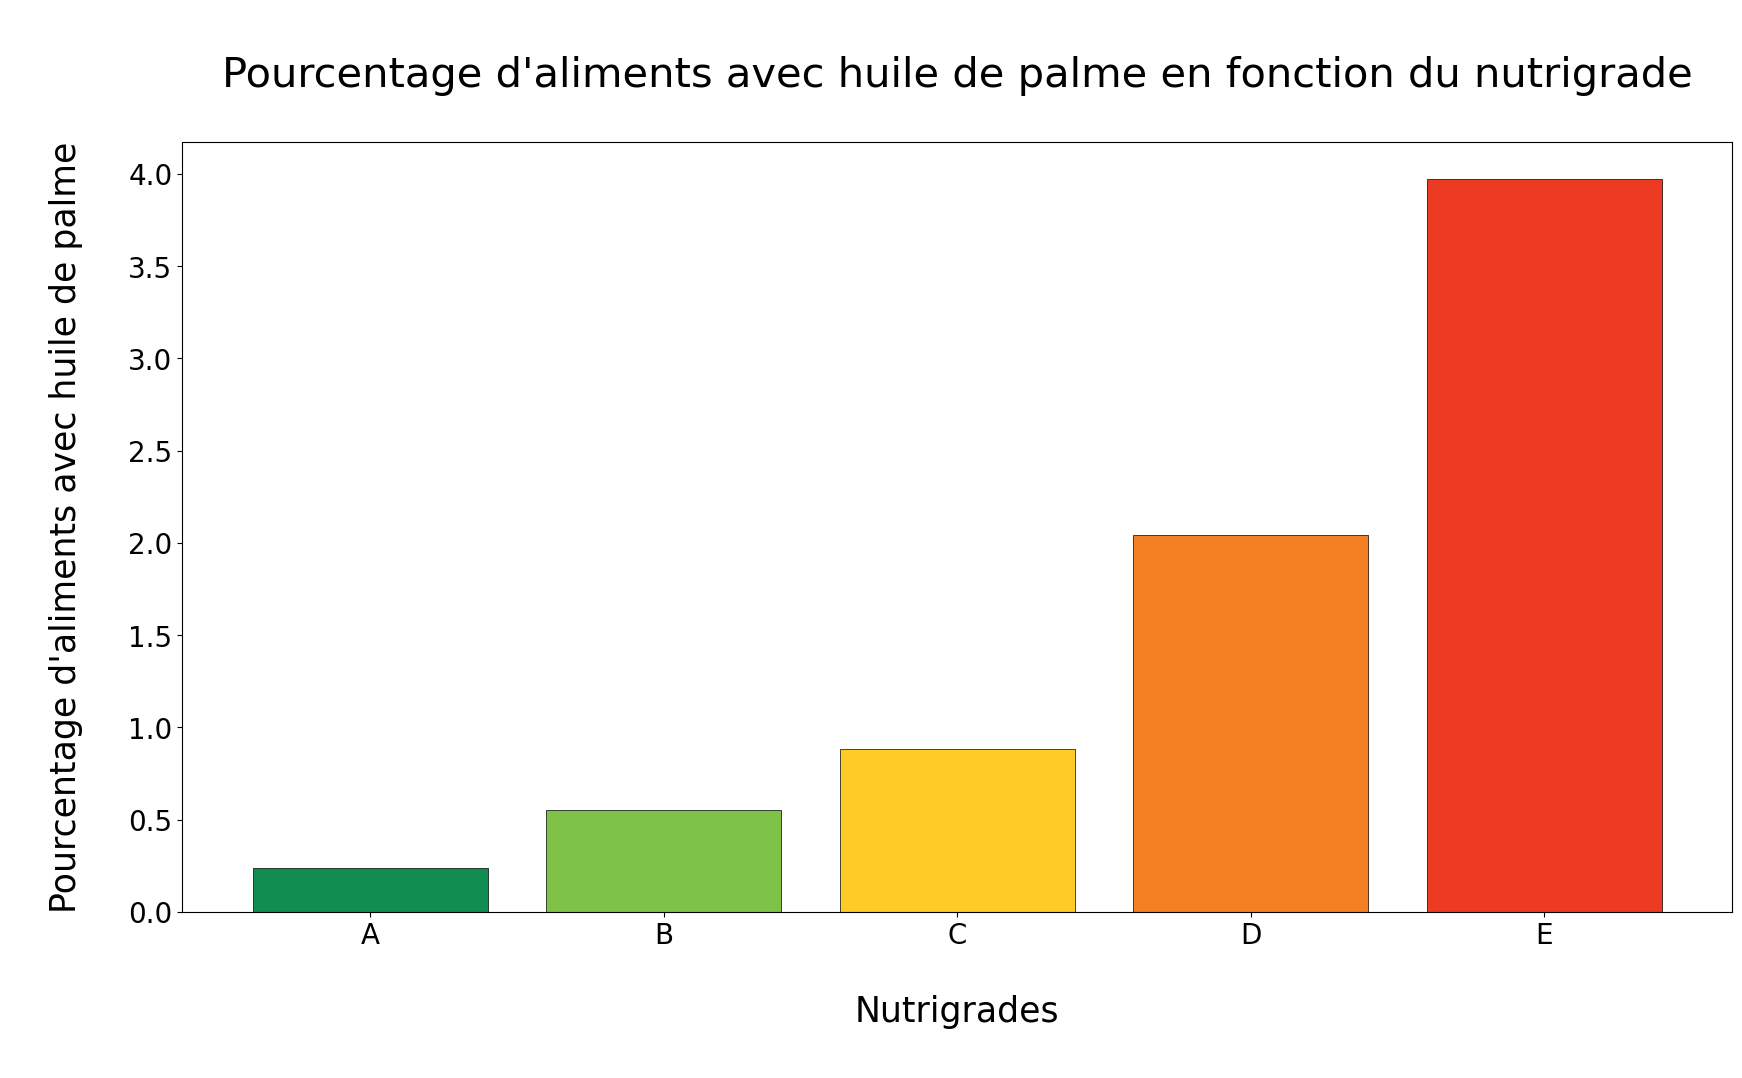 Pourcentage d'aliments avec huile de palme en fonction du nutrigrade
Pourcentage d'aliments avec huile de palme
4.0
3.5
3.0
2.5
2.0
1.5
1.0
0.5
0.0
A B C D E
Nutrigrades